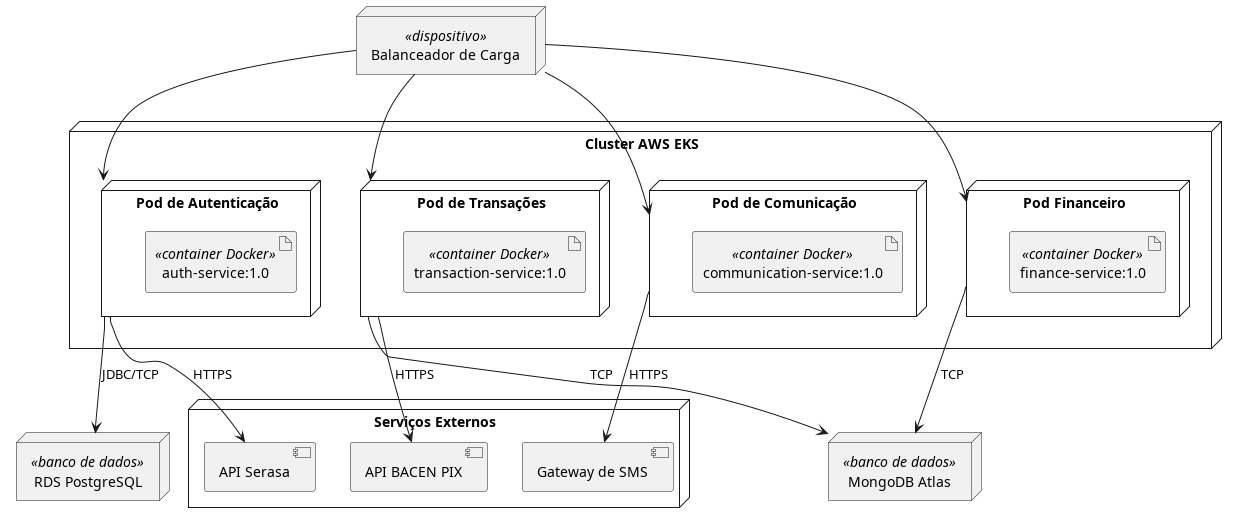 «dispositivo»
Balanceador de Carga
Cluster AWS EKS
Pod de Autenticação
«container Docker»
auth-service:1.0
Pod de Transações
«container Docker»
transaction-service:1.0
Pod de Comunicação
«container Docker»
communication-service:1.0
Pod Financeiro
«container Docker»
finance-service:1.0
JDBC/TCP
HTTPS
HTTPS
TCP
HTTPS
TCP
Serviços Externos
API Serasa
API BACEN PIX
Gateway de SMS
«banco de dados»
RDS PostgreSQL
«banco de dados»
MongoDB Atlas